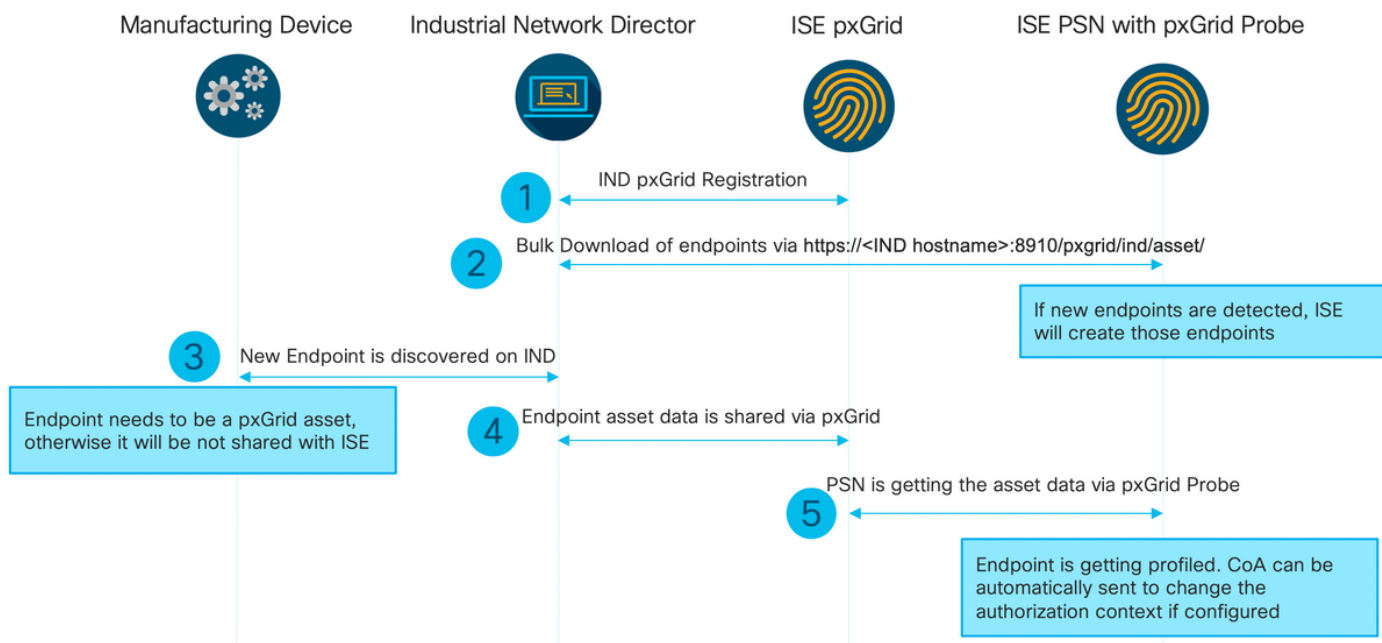 Manufacturing Device
Industrial Network Director
ISE pxGrid
ISE PSN with pxGrid Probe
1
IND pxGrid Registration
2
Bulk Download of endpoints via https://<IND hostname>:8910/pxgrid/ind/asset/
If new endpoints are detected, ISE
will create those endpoints
3
New Endpoint is discovered on IND
Endpoint needs to be a pxGrid asset,
otherwise it will be not shared with ISE
4
Endpoint asset data is shared via pxGrid
5
PSN is getting the asset data via pxGrid Probe
Endpoint is getting profiled. CoA can be
automatically sent to change the
authorization context if configured